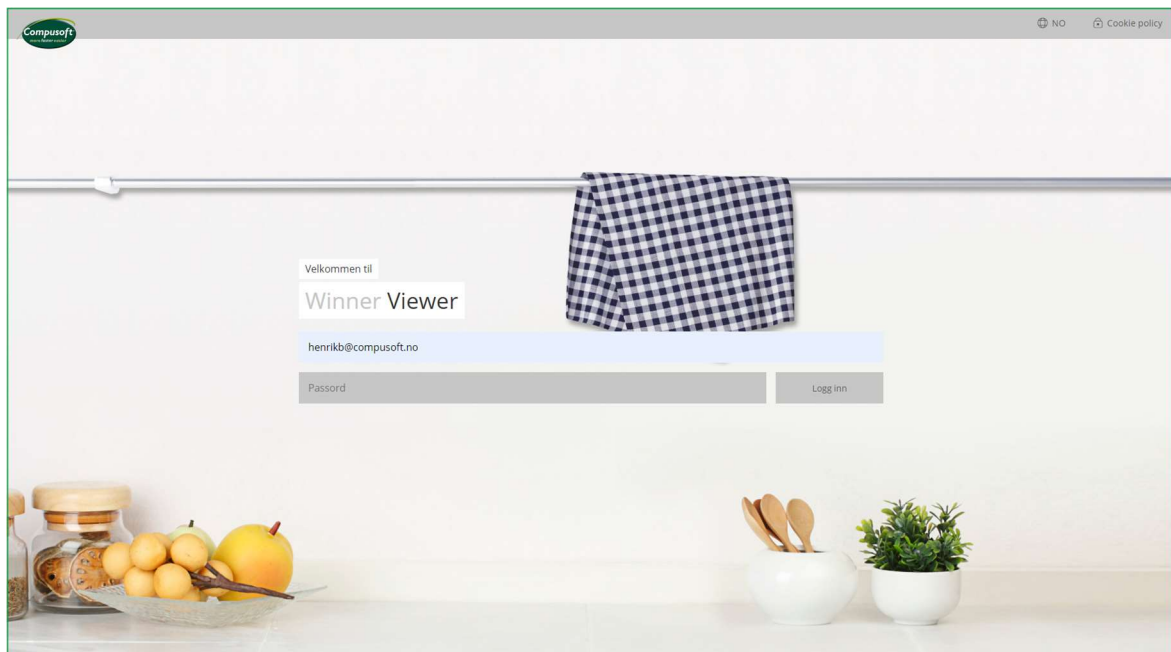 Compusoft
NO
Cookie policy
Velkommen til
Winner Viewer
henrikb@compusoft.no
Passord
Logg inn